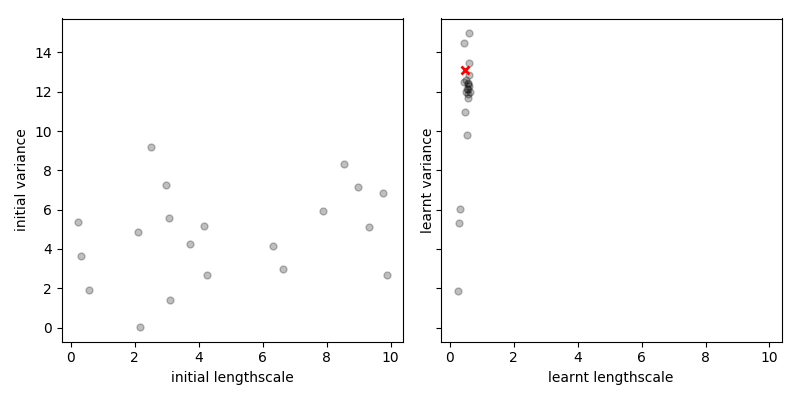 14
12
10
8
6
4
2
0
initial variance
0 2 4 6 8 10
initial lengthscale
learnt variance
0 2 4 6 8 10
learnt lengthscale